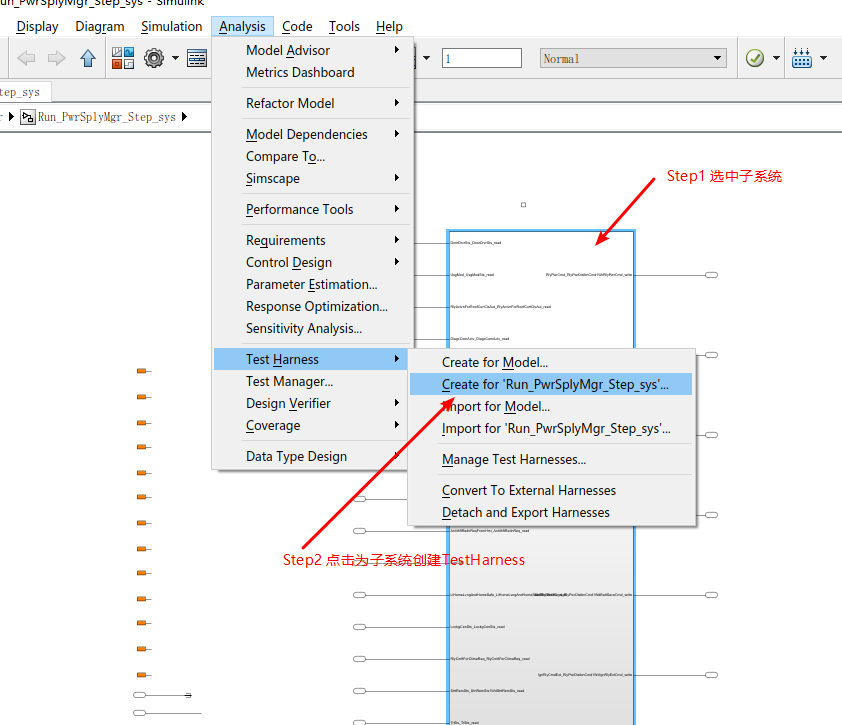 un_PwrSplyMgr_Step_sys - Simulink
Display Diagram Simulation Analysis Code Tools Help
1
Normal
tep_sys
Run_PwrSplyMgr_Step_sys
Model Advisor
Metrics Dashboard
Refactor Model
Model Dependencies
Compare To...
Simscape
Performance Tools
Requirements
Control Design
Parameter Estimation...
Response Optimization...
Sensitivity Analysis...
Test Harness
Test Manager...
Design Verifier
Coverage
Data Type Design
Create for Model...
Create for 'Run_PwrSplyMgr_Step_sys'...
Import for Model...
Import for 'Run_PwrSplyMgr_Step_sys'...
Manage Test Harnesses...
Convert To External Harnesses
Detach and Export Harnesses
Step1 选中子系统
Step2 点击为子系统创建TestHarness